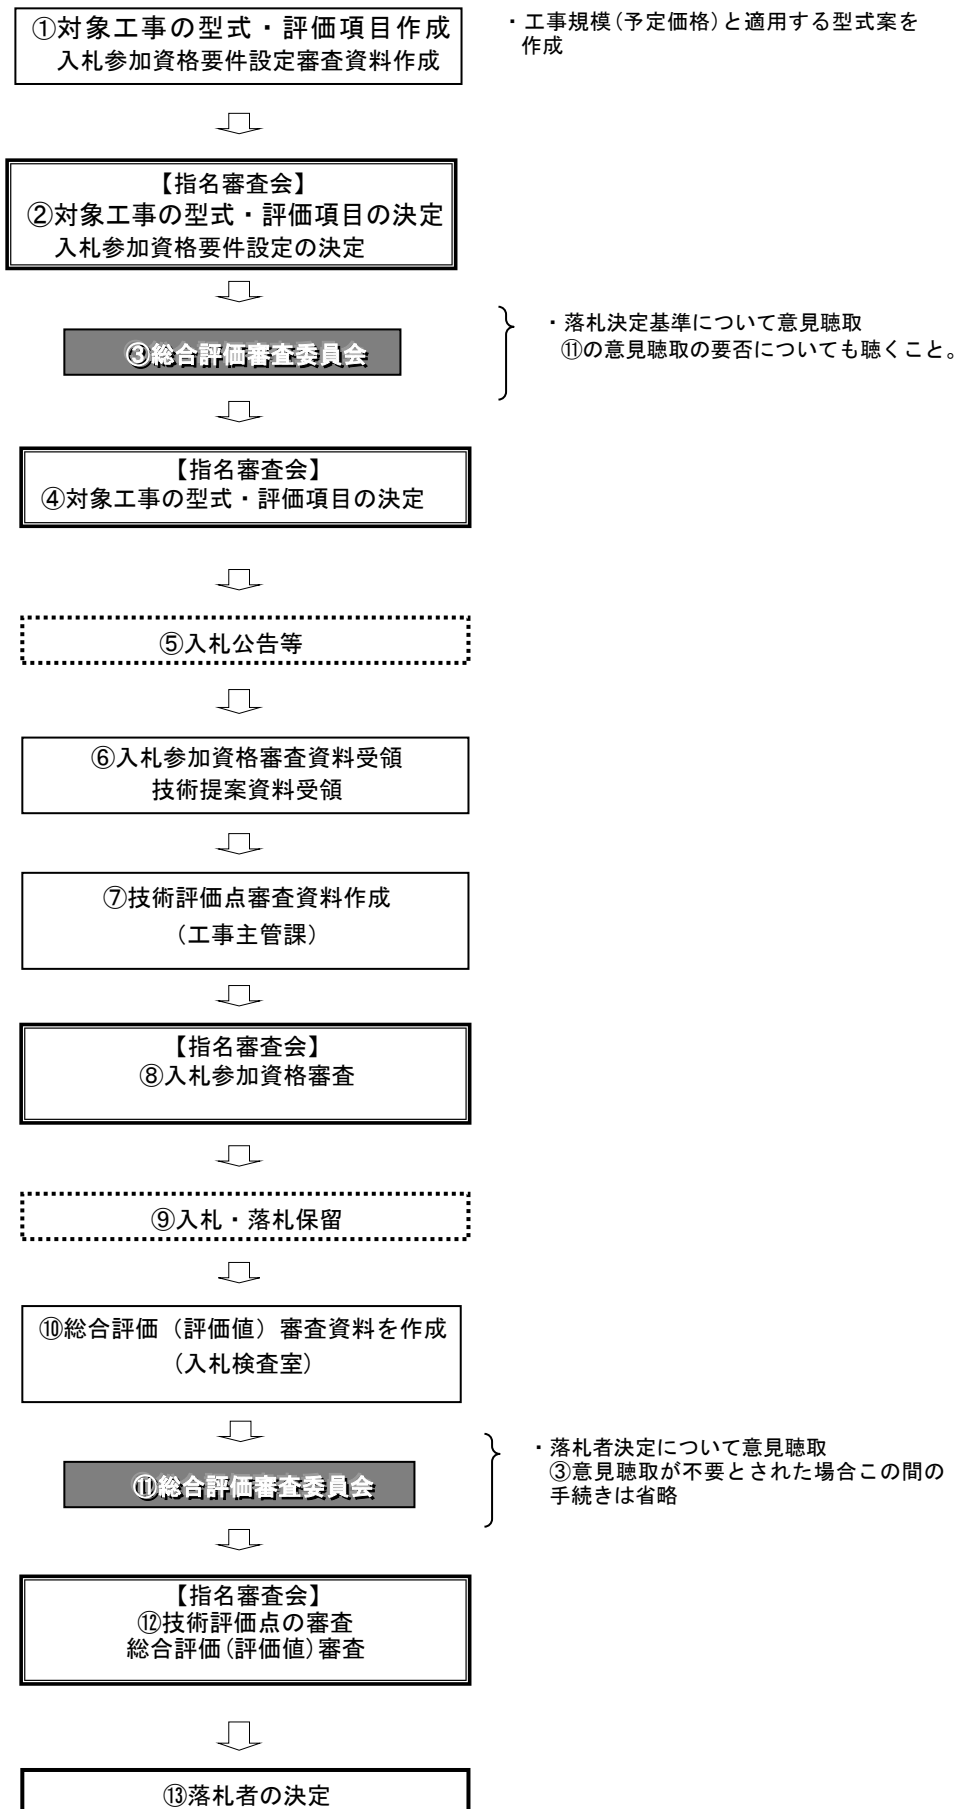 ①対象工事の型式・評価項目作成
入札参加資格要件設定審査資料作成
・工事規模(予定価格)と適用する型式案を
作成
【指名審査会】
②対象工事の型式・評価項目の決定
入札参加資格要件設定の決定
③総合評価審査委員会
・落札決定基準について意見聴取
⑪の意見聴取の要否についても聴くこと。
【指名審査会】
④対象工事の型式・評価項目の決定
⑤入札公告等
⑥入札参加資格審査資料受領
技術提案資料受領
⑦技術評価点審査資料作成
（工事主管課）
【指名審査会】
⑧入札参加資格審査
⑨入札・落札保留
⑩総合評価（評価値）審査資料を作成
（入札検査室）
⑪総合評価審査委員会
・落札者決定について意見聴取
③意見聴取が不要とされた場合この間の
手続きは省略
【指名審査会】
⑫技術評価点の審査
総合評価(評価値)審査
⑬落札者の決定